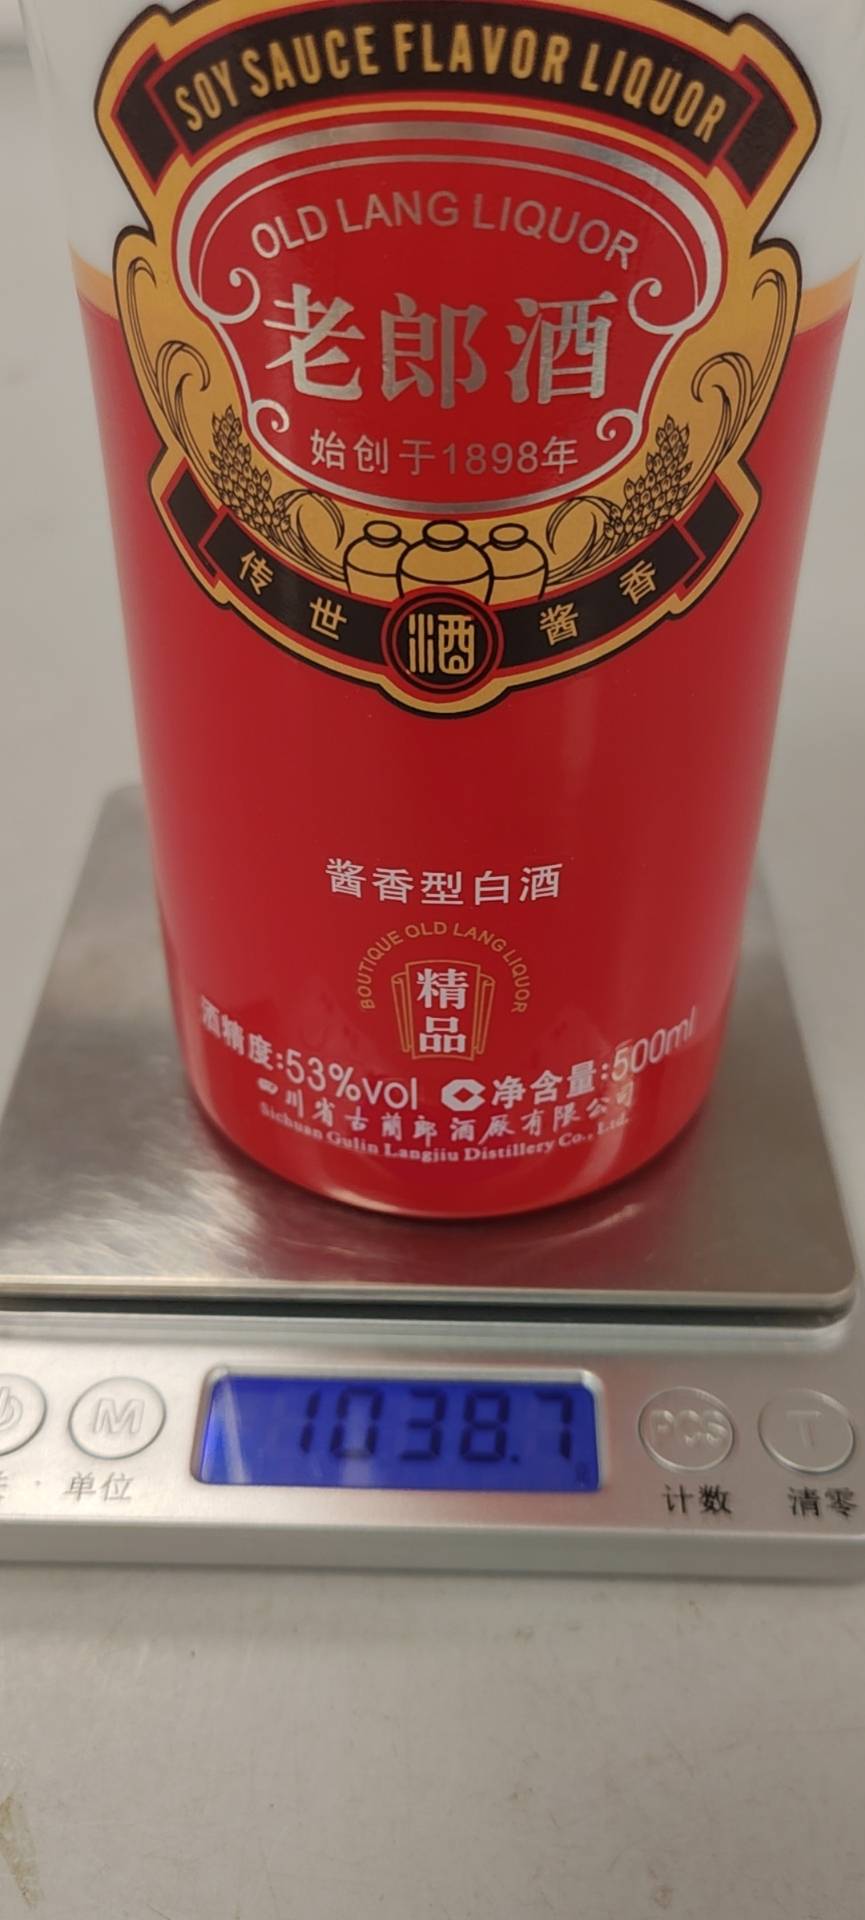 SOY SAUCE FLAVOR LIQUOR
OLD LANG LIQUOR
老郎酒
始创于1898年
传世酱香
酒
酱香型白酒
BOUTIQUE OLD LANG LIQUOR
精品
酒精度:53%vol 净含量:500ml
四川省古蔺郎酒厂有限公司
Sichuan Gulin Langjiu Distillery Co., Ltd.
1038.7
M PCS T
单位 计数 清零